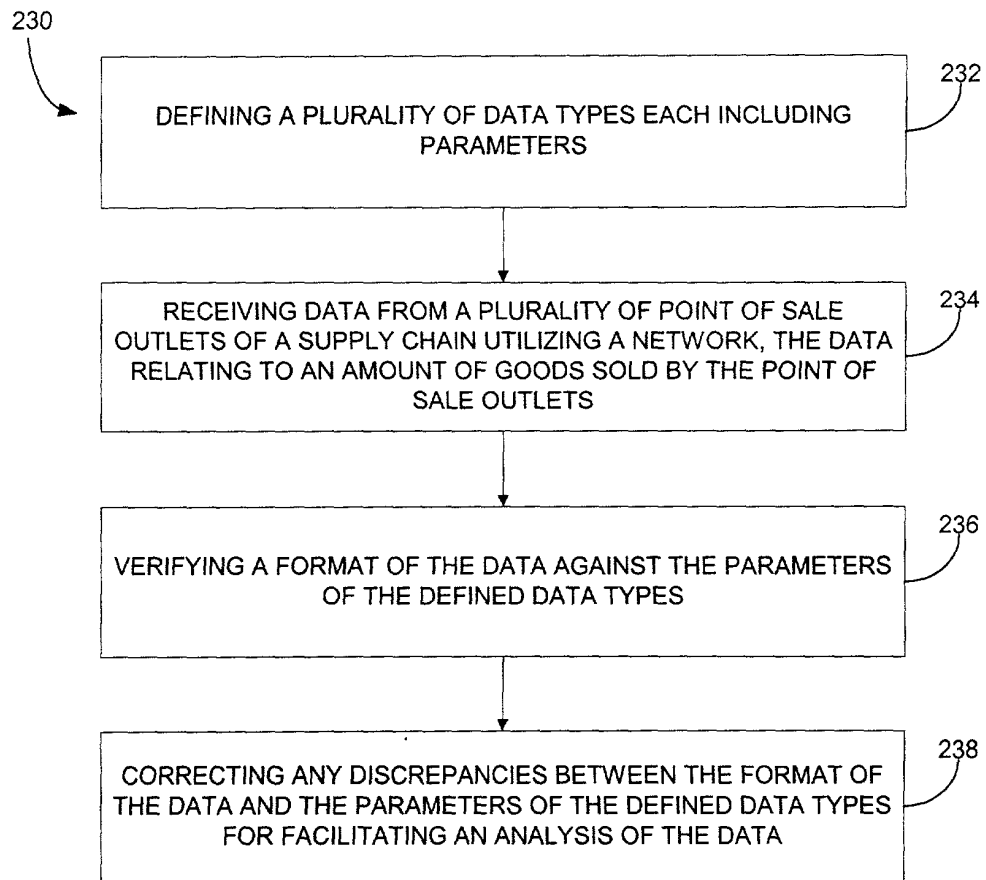 230
232
DEFINING A PLURALITY OF DATA TYPES EACH INCLUDING
PARAMETERS
234
RECEIVING DATA FROM A PLURALITY OF POINT OF SALE
OUTLETS OF A SUPPLY CHAIN UTILIZING A NETWORK, THE DATA
RELATING TO AN AMOUNT OF GOODS SOLD BY THE POINT OF
SALE OUTLETS
236
VERIFYING A FORMAT OF THE DATA AGAINST THE PARAMETERS
OF THE DEFINED DATA TYPES
238
CORRECTING ANY DISCREPANCIES BETWEEN THE FORMAT OF
THE DATA AND THE PARAMETERS OF THE DEFINED DATA TYPES
FOR FACILITATING AN ANALYSIS OF THE DATA